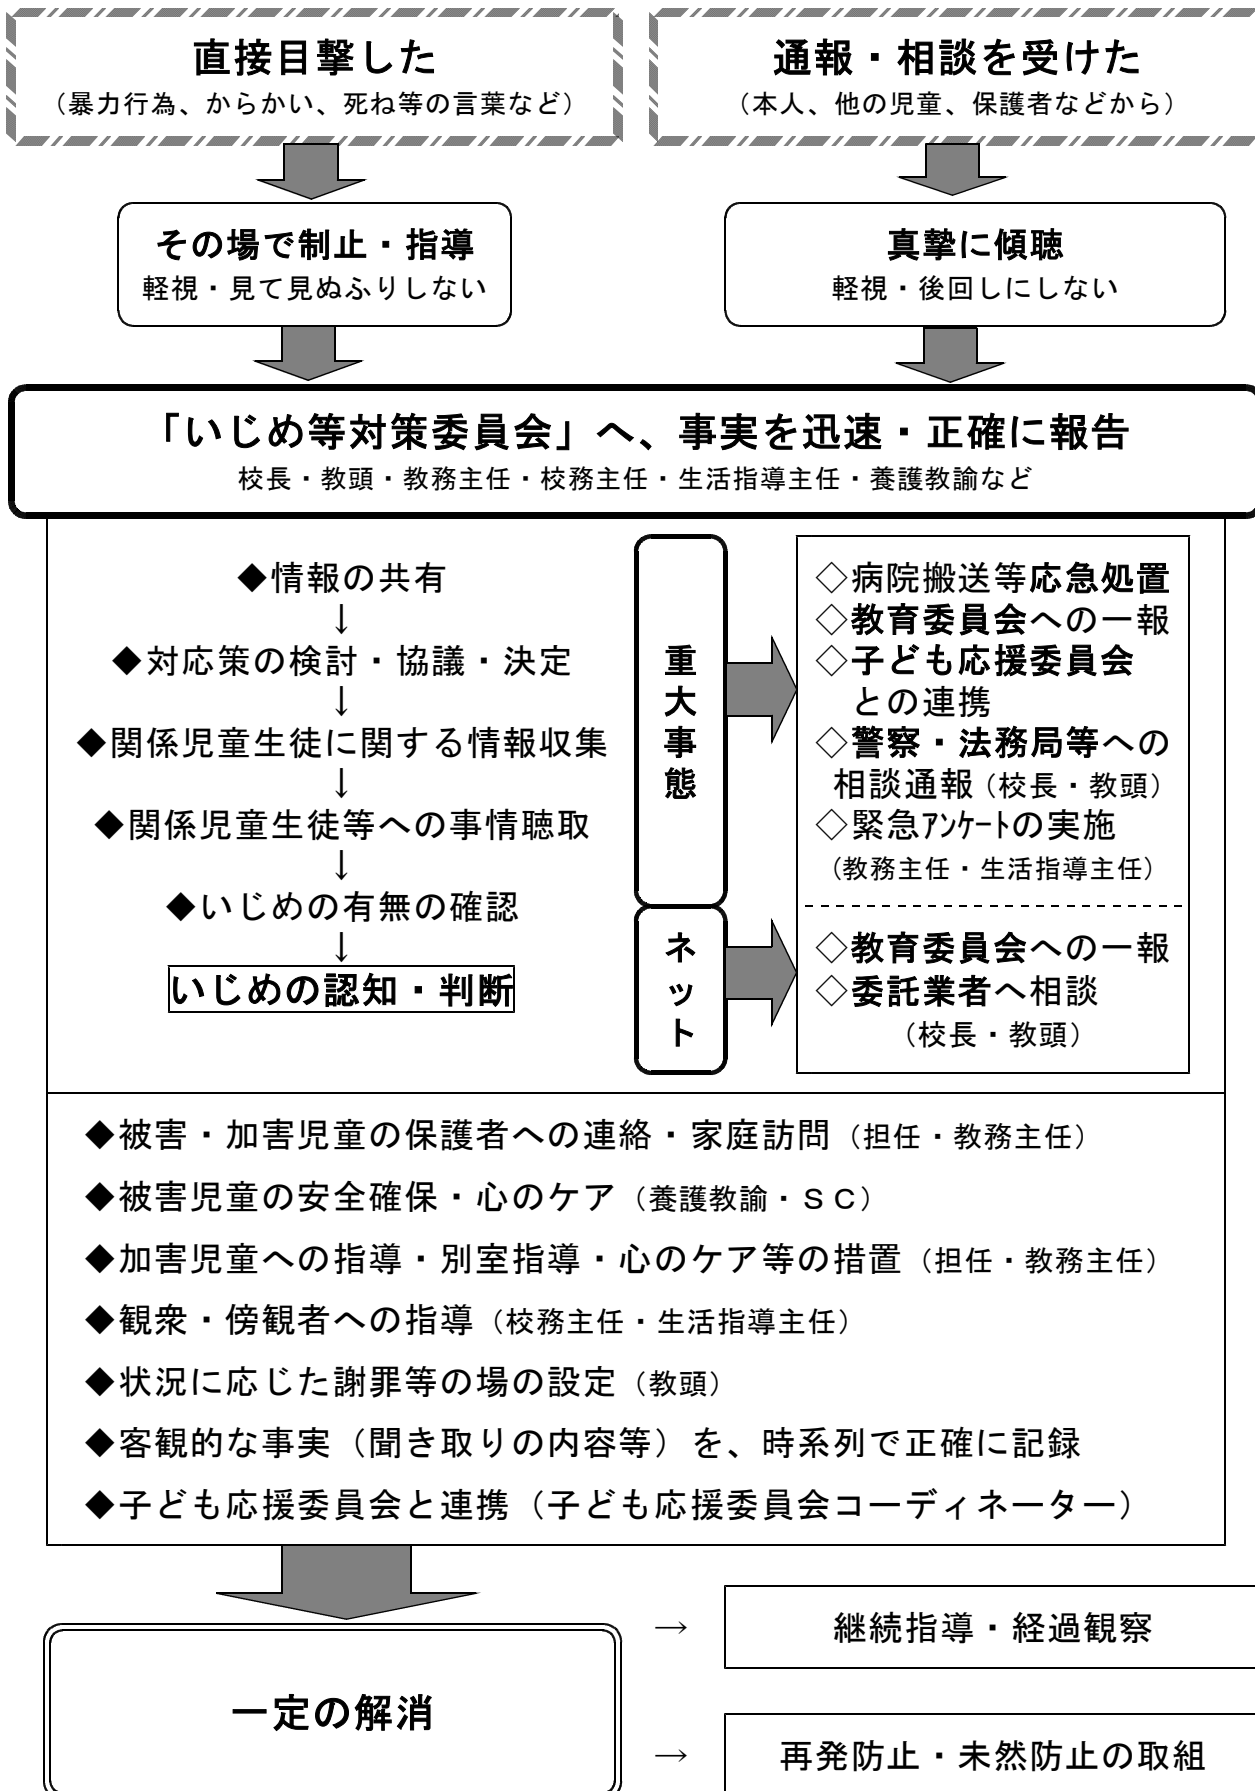 直接目撃した
（暴力行為、からかい、死ね等の言葉など）
通報・相談を受けた
（本人、他の児童、保護者などから）
その場で制止・指導
軽視・見て見ぬふりしない
真摯に傾聴
軽視・後回しにしない
「いじめ等対策委員会」へ、事実を迅速・正確に報告
校長・教頭・教務主任・校務主任・生活指導主任・養護教諭など
◆情報の共有
↓
◆対応策の検討・協議・決定
↓
◆関係児童生徒に関する情報収集
↓
◆関係児童生徒等への事情聴取
↓
◆いじめの有無の確認
↓
いじめの認知・判断
重大事態
◇病院搬送等応急処置
◇教育委員会への一報
◇子ども応援委員会
との連携
◇警察・法務局等への
相談通報（校長・教頭）
◇緊急ｱﾝｹｰﾄの実施
（教務主任・生活指導主任）
ネット
◇教育委員会への一報
◇委託業者へ相談
（校長・教頭）
◆被害・加害児童の保護者への連絡・家庭訪問（担任・教務主任）
◆被害児童の安全確保・心のケア（養護教諭・ＳＣ）
◆加害児童への指導・別室指導・心のケア等の措置（担任・教務主任）
◆観衆・傍観者への指導（校務主任・生活指導主任）
◆状況に応じた謝罪等の場の設定（教頭）
◆客観的な事実（聞き取りの内容等）を、時系列で正確に記録
◆子ども応援委員会と連携（子ども応援委員会コーディネーター）
一定の解消
→ 継続指導・経過観察
→ 再発防止・未然防止の取組